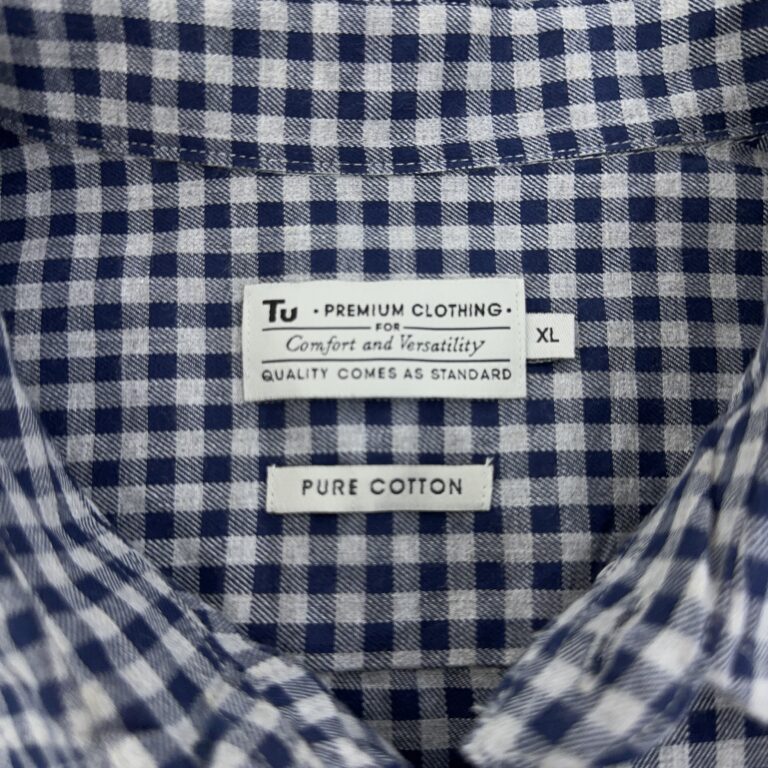 Tu · PREMIUM CLOTHING ·
FOR
Comfort and Versatility
QUALITY COMES AS STANDARD
XL
PURE COTTON